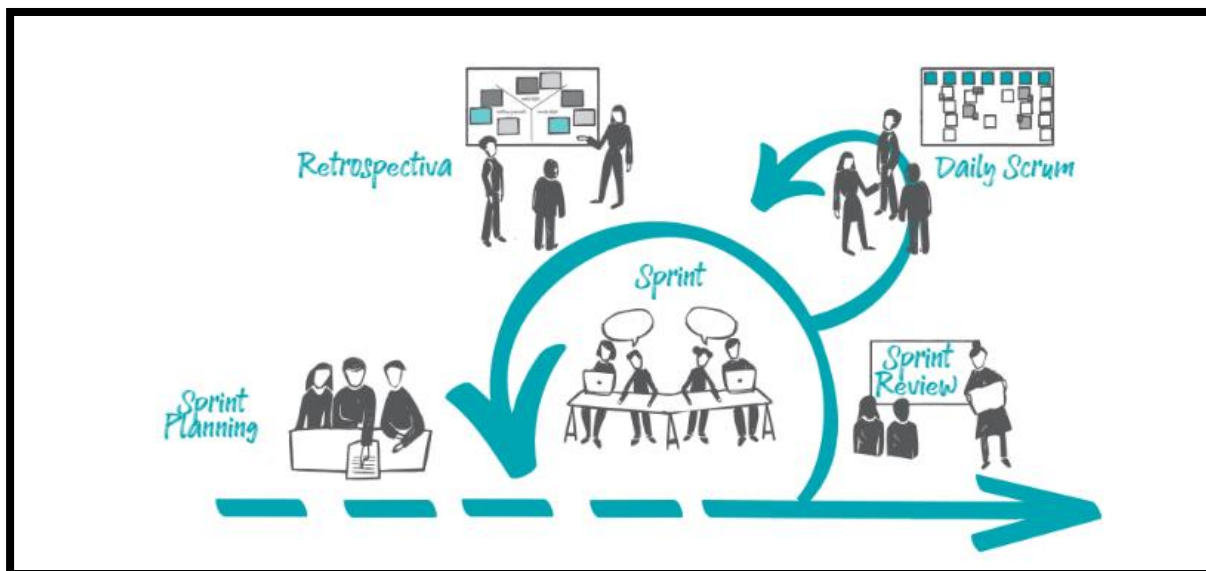 Retrospectiva
Daily Scrum
Sprint
Sprint
Planning
Sprint
Review